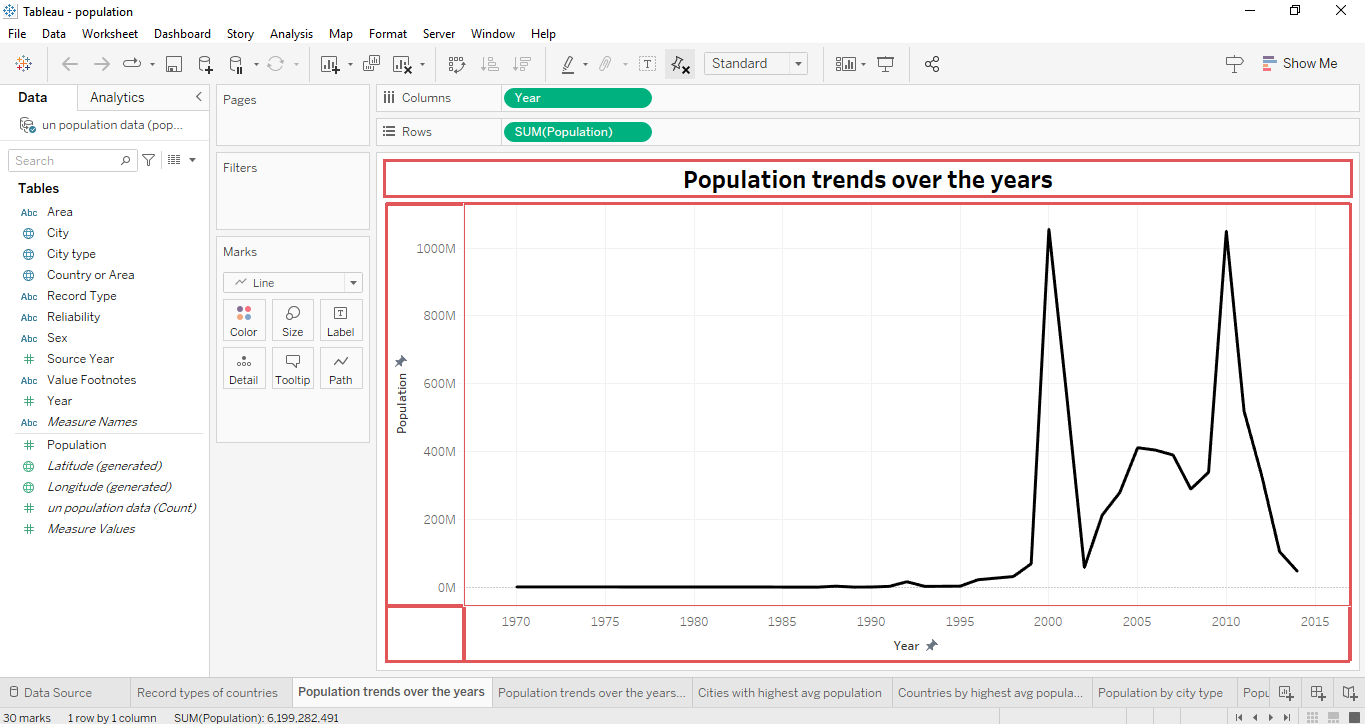 Tableau - population
File Data Worksheet Dashboard Story Analysis Map Format Server Window Help
Standard
Show Me
Data Analytics
un population data (pop...
Search
Tables
Abc Area
City
City type
Country or Area
Abc Record Type
Abc Reliability
Abc Sex
Source Year
Abc Value Footnotes
Year
Abc Measure Names
Population
Latitude (generated)
Longitude (generated)
un population data (Count)
Measure Values
Pages
Filters
Marks
Line
Color Size Label
Detail Tooltip Path
Columns Year
Rows SUM(Population)
Population trends over the years
Population
1000M
800M
600M
400M
200M
0M
1970 1975 1980 1985 1990 1995 2000 2005 2010 2015
Year
Data Source Record types of countries Population trends over the years Population trends over the years... Cities with highest avg population Countries by highest avg popula... Population by city type Popu
30 marks 1 row by 1 column SUM(Population): 6,199,282,491